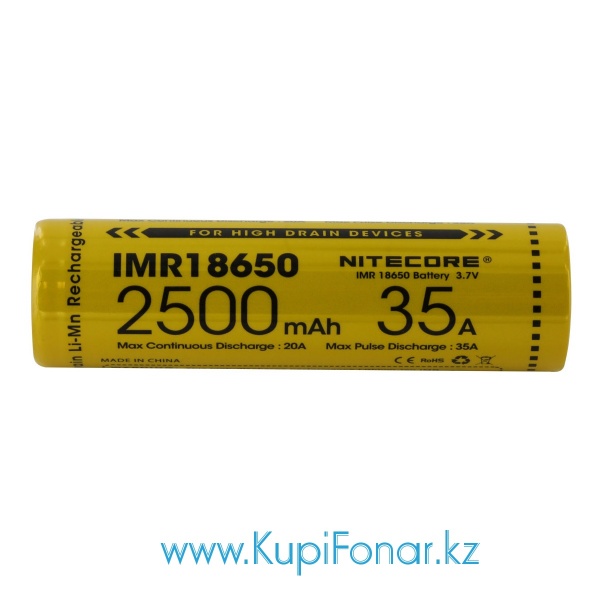 FOR HIGH DRAIN DEVICES
IMR18650
NITECORE®
IMR 18650 Battery 3.7V
2500mAh
35A
Max Continuous Discharge : 20A
Max Pulse Discharge : 35A
MADE IN CHINA
CE RoHS
Li-Mn Rechargeable
www.KupiFonar.kz